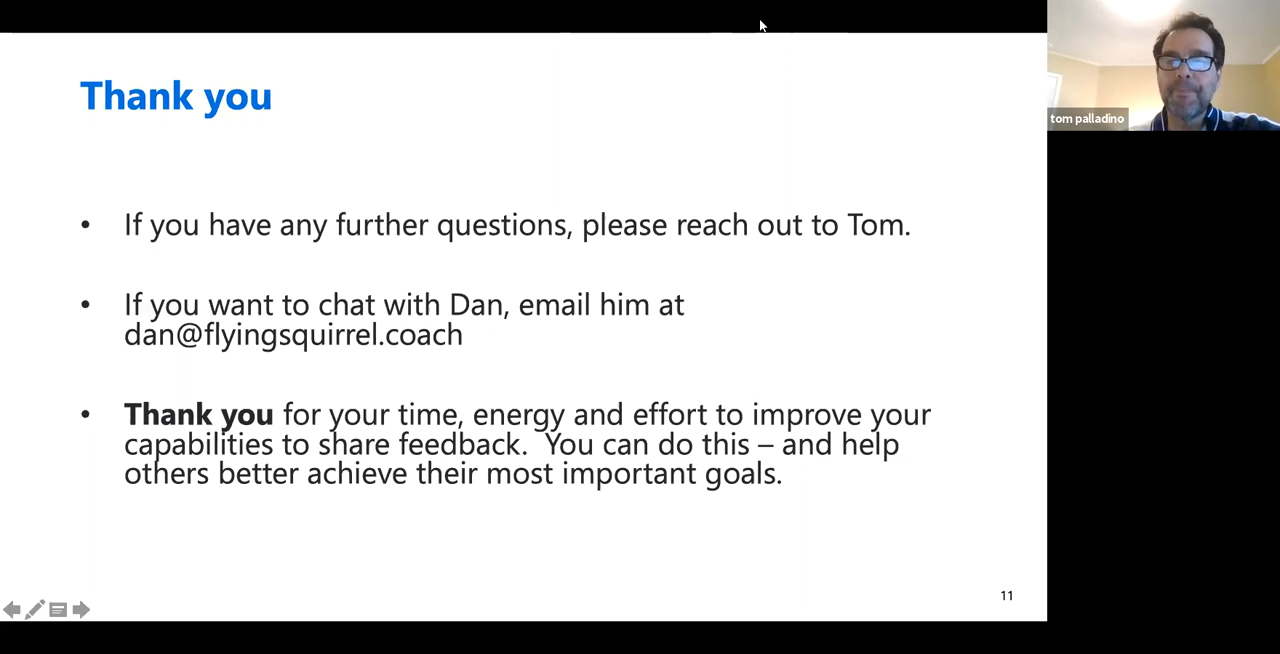 Thank you
• If you have any further questions, please reach out to Tom.
• If you want to chat with Dan, email him at
dan@flyingsquirrel.coach
• Thank you for your time, energy and effort to improve your
capabilities to share feedback.  You can do this – and help
others better achieve their most important goals.
11
tom palladino